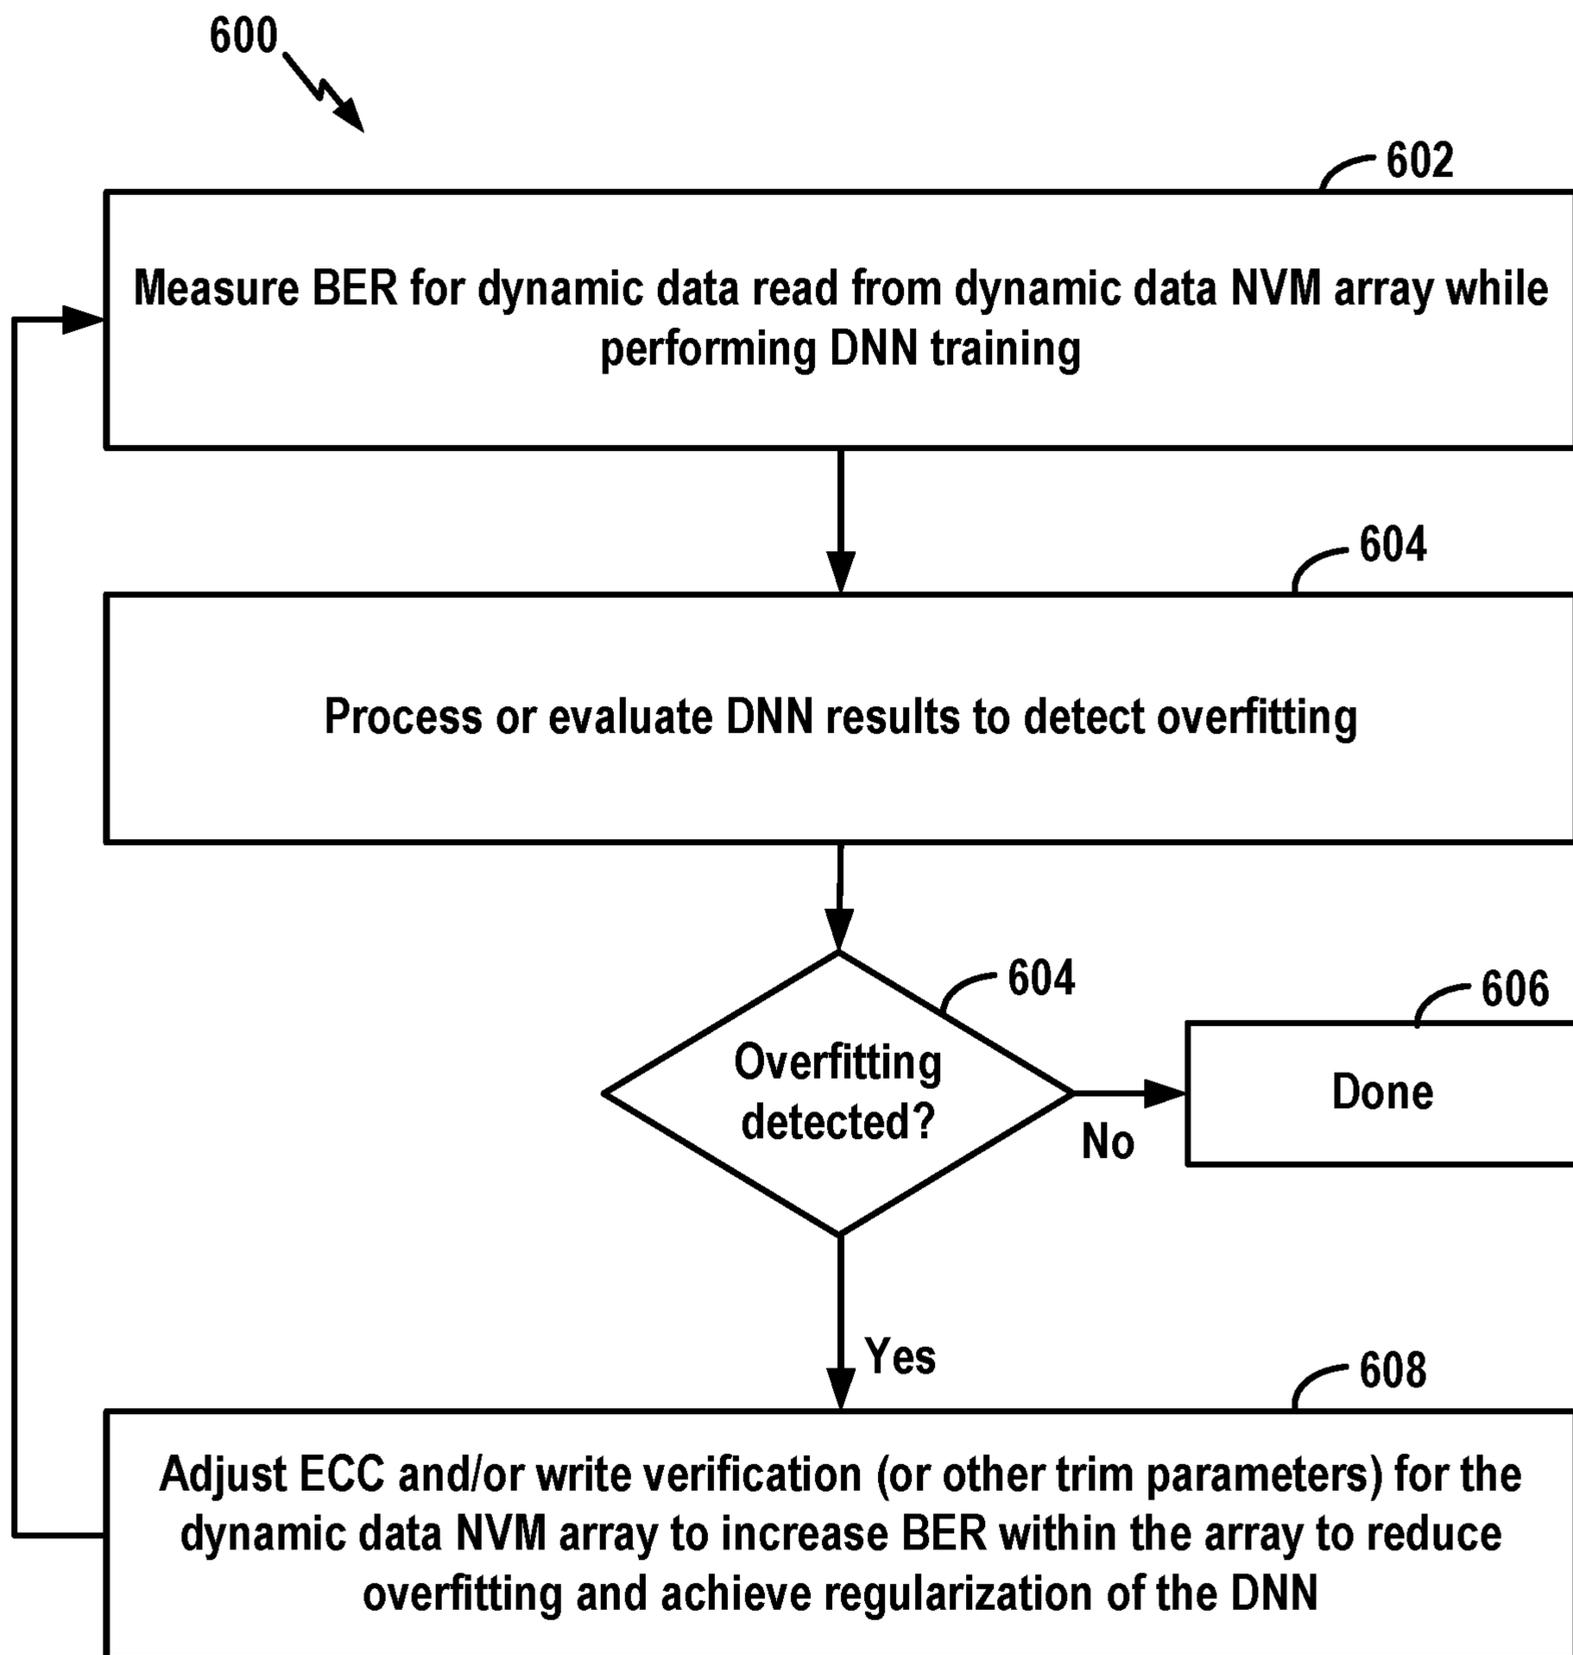 600
602
Measure BER for dynamic data read from dynamic data NVM array while
performing DNN training
604
Process or evaluate DNN results to detect overfitting
604
Overfitting
detected?
606
Done
No
Yes
608
Adjust ECC and/or write verification (or other trim parameters) for the
dynamic data NVM array to increase BER within the array to reduce
overfitting and achieve regularization of the DNN